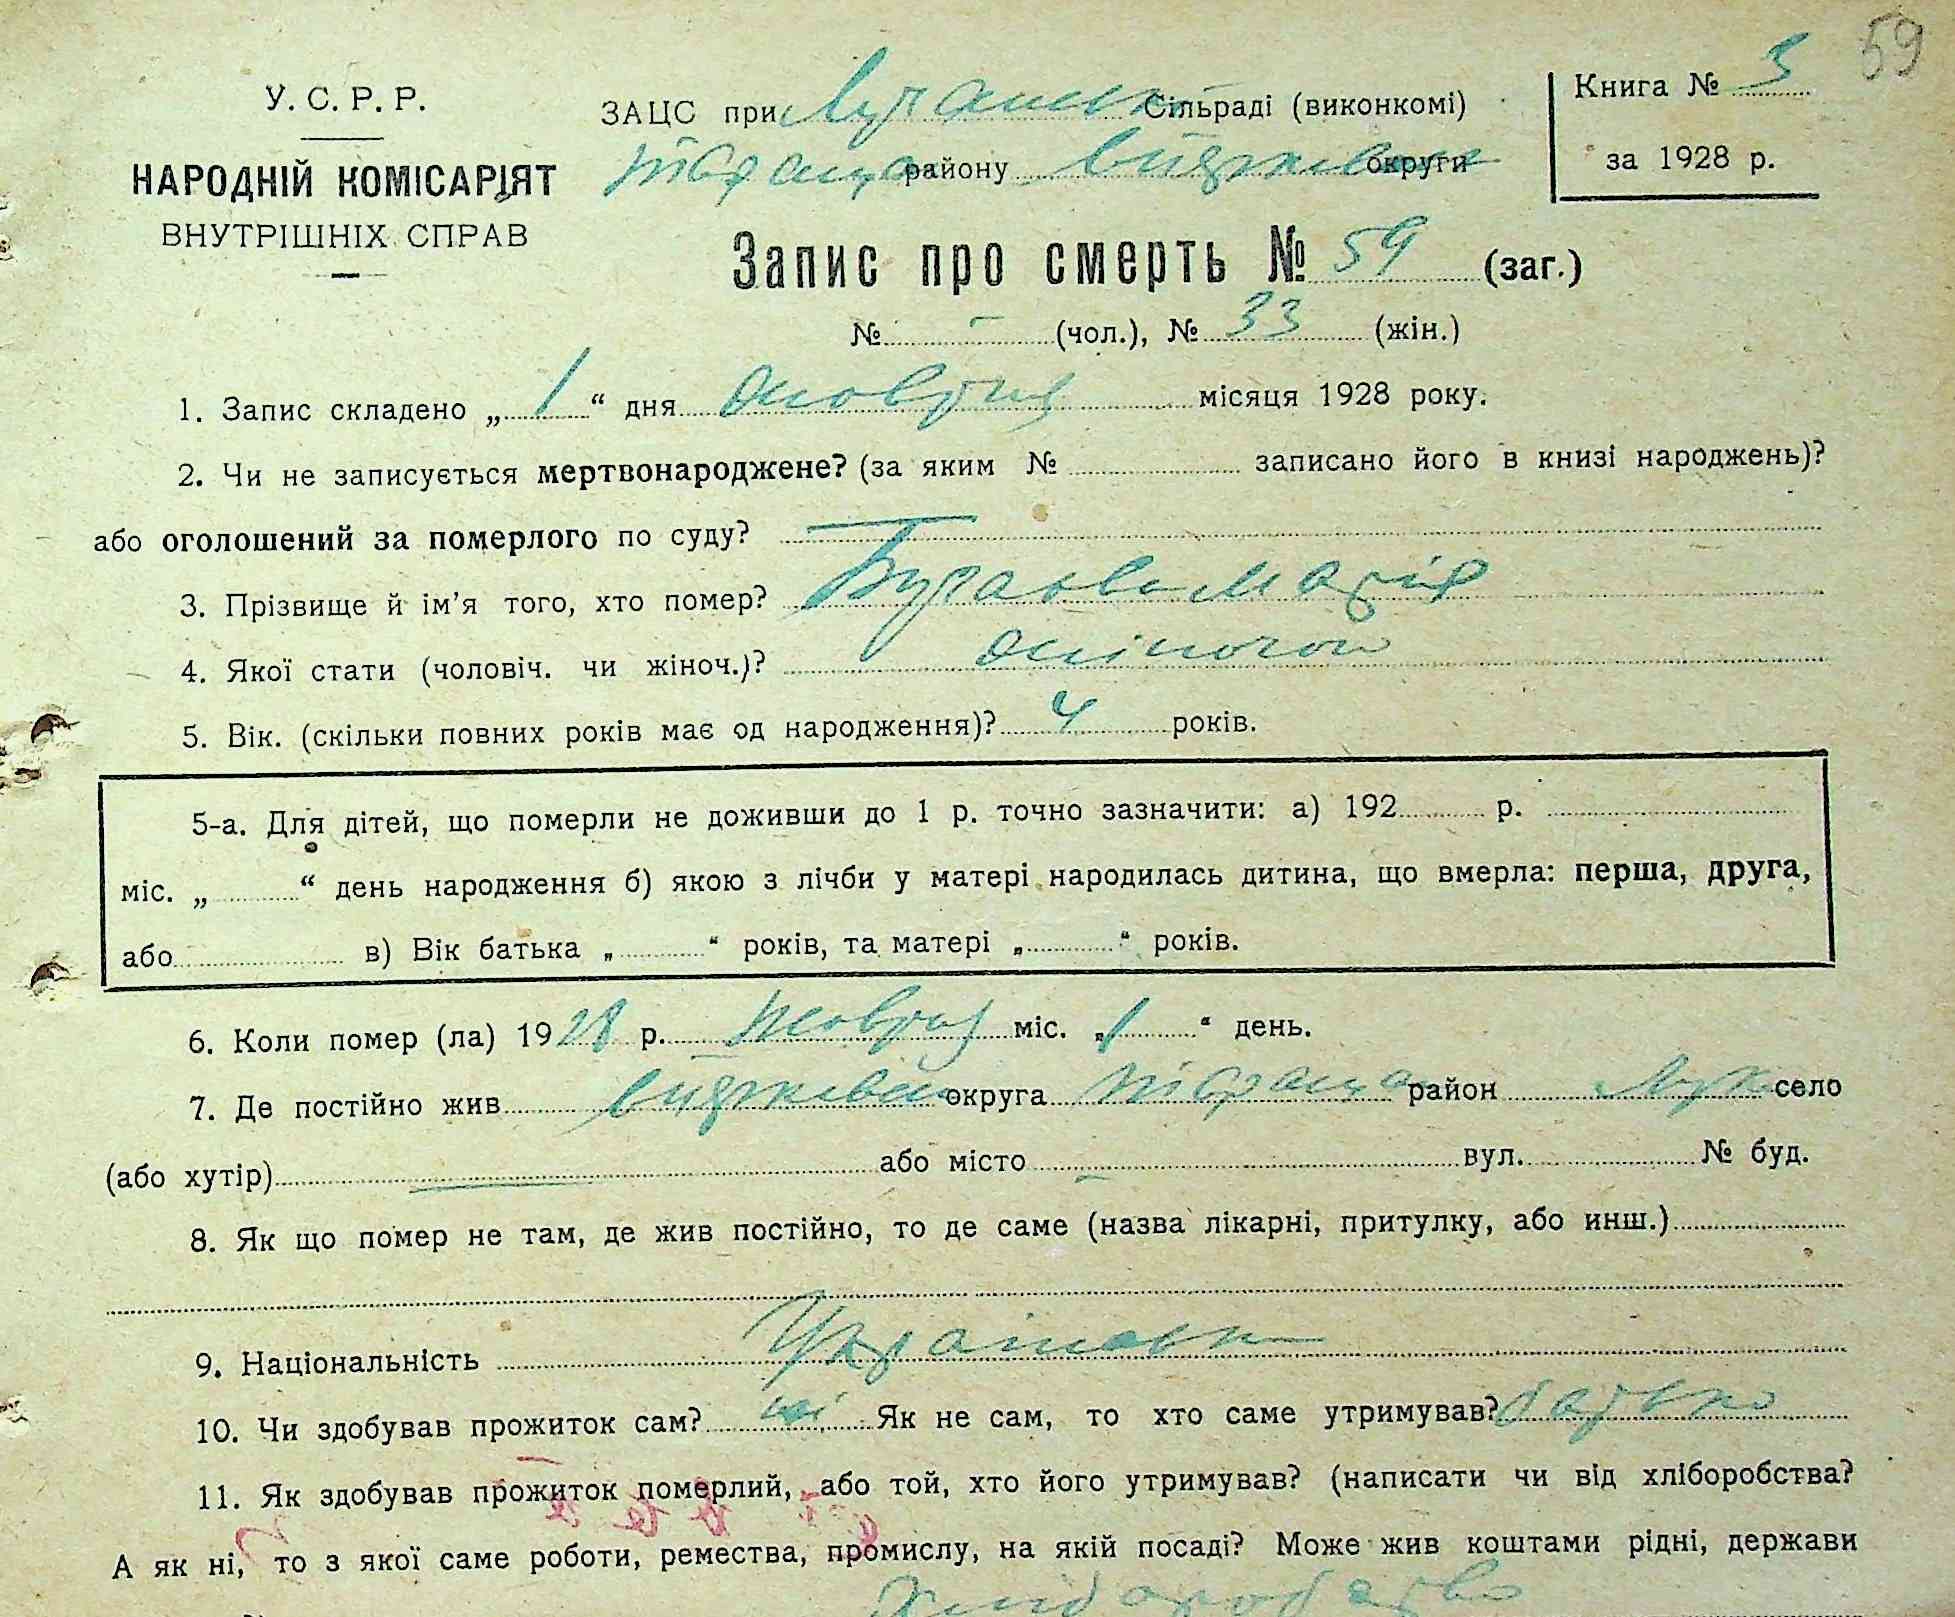 59
У. С. Р. Р.
НАРОДНІЙ КОМІСАРІЯТ
ВНУТРІШНІХ СПРАВ
ЗАЦС при Сільраді (виконкомі)
району округи
Книга № 3
за 1928 р.
Запис про смерть № 59 (заг.)
№ - (чол.), № 33 (жін.)
1. Запис складено „ 1 “ дня жовтня місяця 1928 року.
2. Чи не записується мертвонароджене? (за яким № записано його в книзі народжень)?
або оголошений за померлого по суду?
3. Прізвище й ім’я того, хто помер? Марія
4. Якої стати (чоловіч. чи жіноч.)? жіночої
5. Вік. (скільки повних років має од народження)? 4 років.
5-а. Для дітей, що померли не доживши до 1 р. точно зазначити: а) 192 р.
міс. „ “ день народження б) якою з лічби у матері народилась дитина, що вмерла: перша, друга,
або в) Вік батька „ “ років, та матері „ “ років.
6. Коли помер (ла) 1928 р. жовтня міс. „ 1 “ день.
7. Де постійно жив округа район село
(або хутір) або місто - вул. № буд.
8. Як що помер не там, де жив постійно, то де саме (назва лікарні, притулку, або инш.)
9. Національність
10. Чи здобував прожиток сам? ні Як не сам, то хто саме утримував? батько
11. Як здобував прожиток померлий, або той, хто його утримував? (написати чи від хліборобства?
А як ні, то з якої саме роботи, ремества, промислу, на якій посаді? Може жив коштами рідні, держави